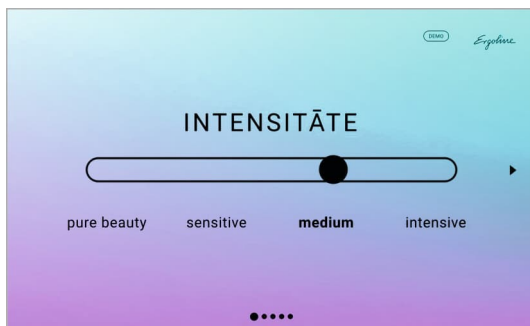 DEMO
Ergoline
INTENSITĀTE
pure beauty sensitive medium intensive